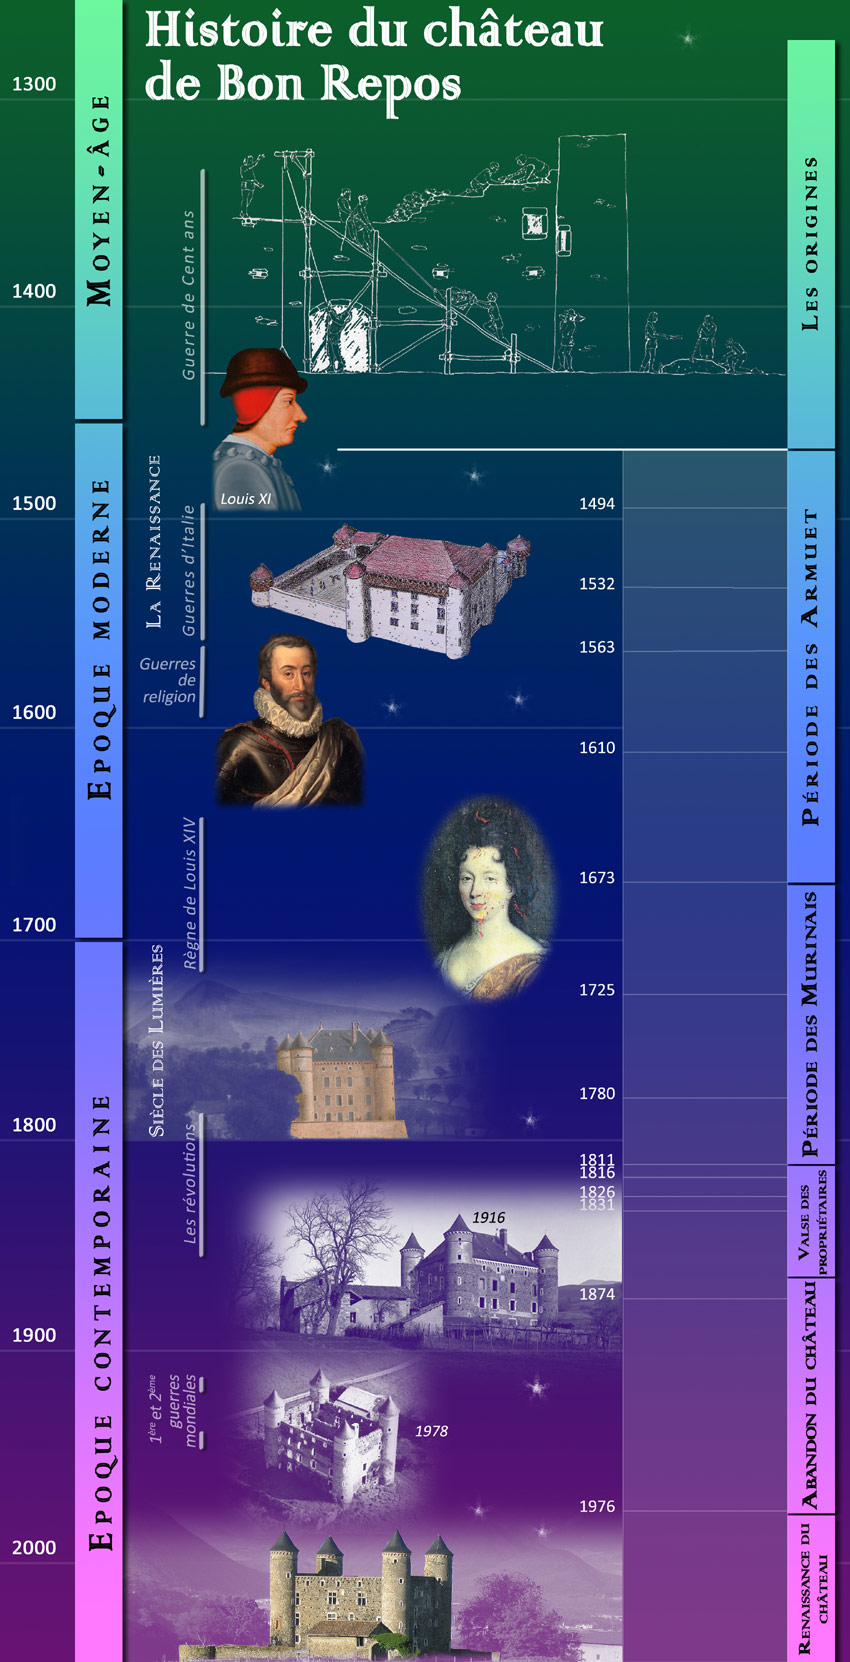 Histoire du château
de Bon Repos
1300
1400
1500
1600
1700
1800
1900
2000
Moyen-Âge
Epoque moderne
Epoque contemporaine
Guerre de Cent ans
La Renaissance
Guerres d'Italie
Guerres
de
religion
Règne de Louis XIV
Siècle des Lumières
Les révolutions
1ère et 2ème
guerres
mondiales
Louis XI
1916
1978
1494
1532
1563
1610
1673
1725
1780
1811
1816
1826
1831
1874
1976
Les origines
Période des Armuet
Période des Murinais
Valse des
propriétaires
Abandon du château
Renaissance du
château